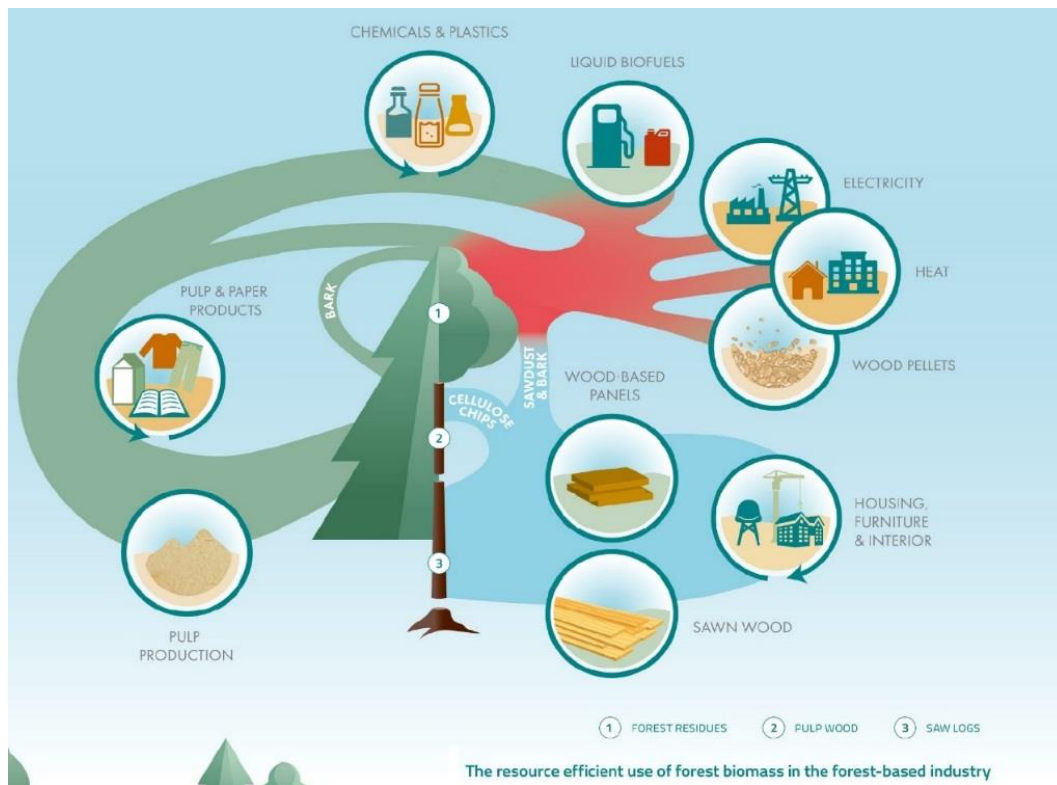 CHEMICALS & PLASTICS
LIQUID BIOFUELS
ELECTRICITY
HEAT
WOOD PELLETS
PULP & PAPER
PRODUCTS
BARK
1
SAWDUST
& BARK
CELLULOSE
CHIPS
2
WOOD-BASED
PANELS
HOUSING,
FURNITURE
& INTERIOR
3
SAWN WOOD
PULP
PRODUCTION
1 FOREST RESIDUES 2 PULP WOOD 3 SAW LOGS
The resource efficient use of forest biomass in the forest-based industry